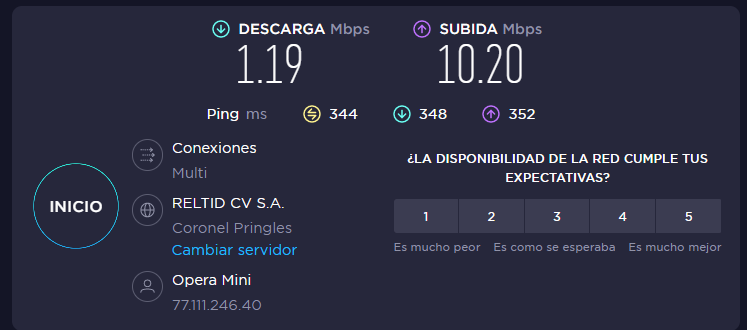 DESCARGA Mbps
1.19
SUBIDA Mbps
10.20
Ping ms 344 348 352
INICIO
Conexiones
Multi
RELTID CV S.A.
Coronel Pringles
Cambiar servidor
Opera Mini
77.111.246.40
¿LA DISPONIBILIDAD DE LA RED CUMPLE TUS
EXPECTATIVAS?
1 2 3 4 5
Es mucho peor Es como se esperaba Es mucho mejor